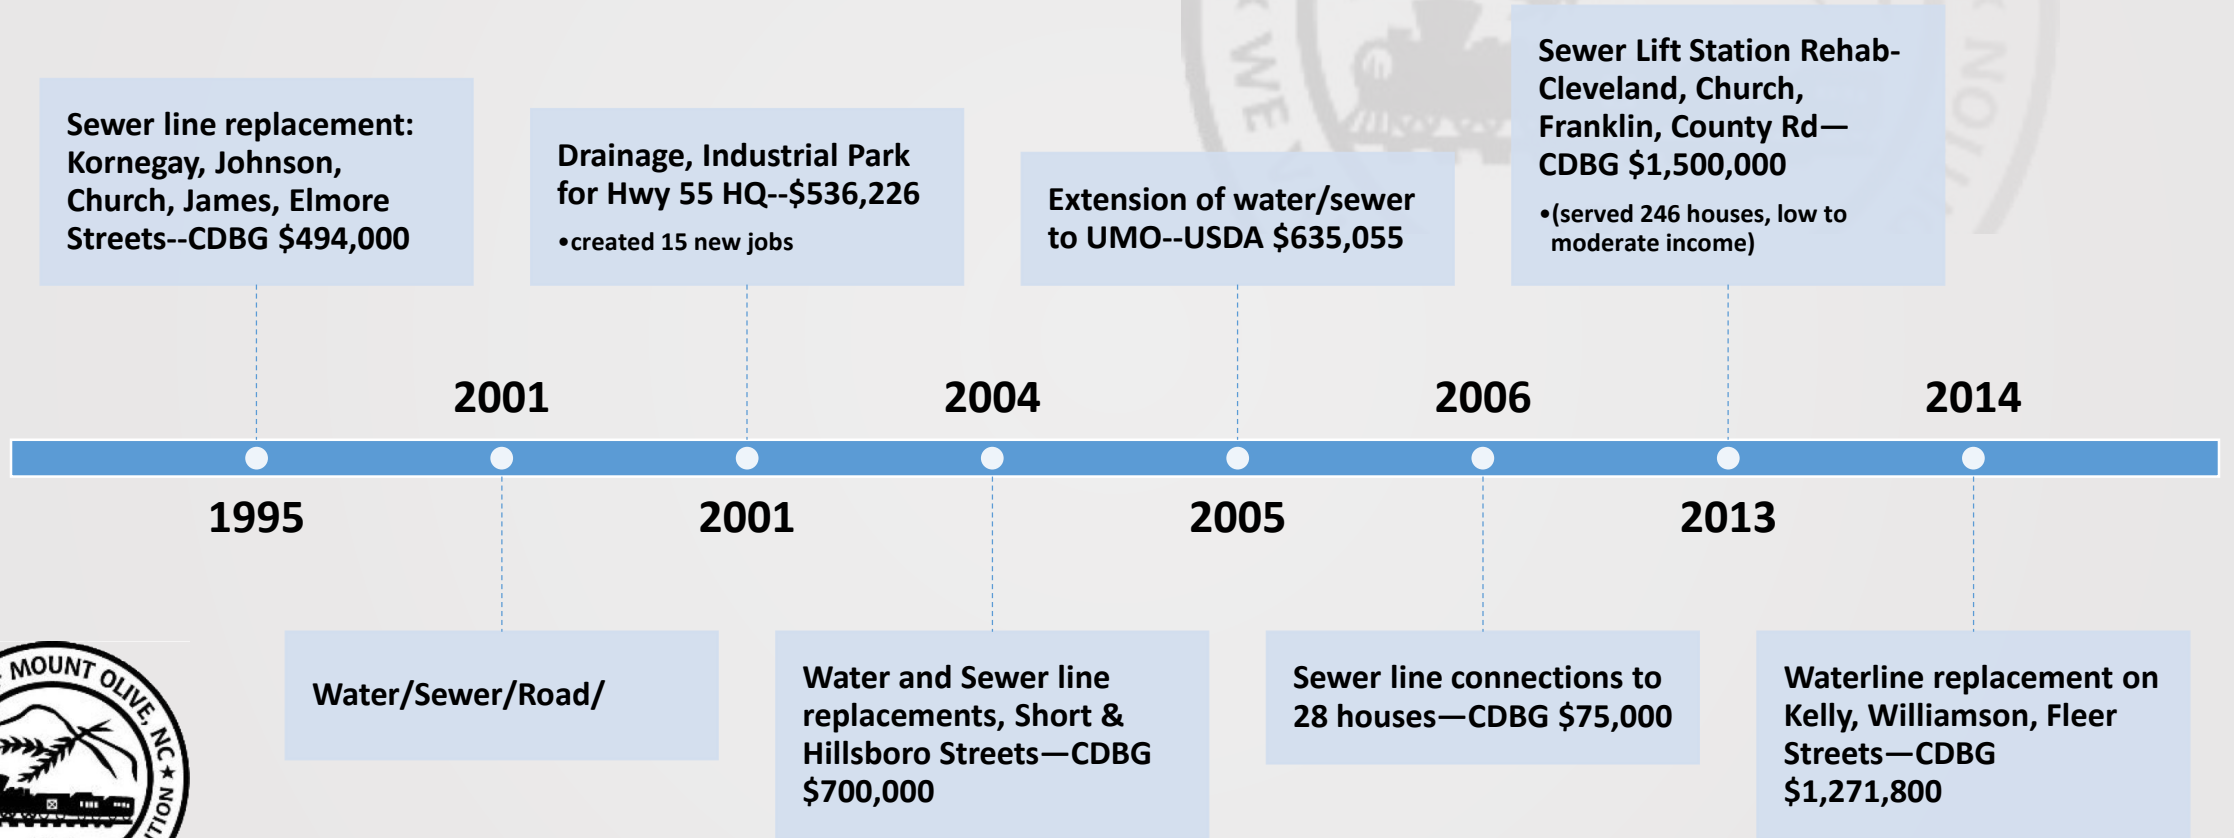 Sewer line replacement:
Kornegay, Johnson,
Church, James, Elmore
Streets--CDBG $494,000
Drainage, Industrial Park
for Hwy 55 HQ--$536,226
•created 15 new jobs
Extension of water/sewer
to UMO--USDA $635,055
Sewer Lift Station Rehab-
Cleveland, Church,
Franklin, County Rd—
CDBG $1,500,000
•(served 246 houses, low to
moderate income)
2001
2004
2006
2014
1995
2001
2005
2013
Water/Sewer/Road/
Water and Sewer line
replacements, Short &
Hillsboro Streets—CDBG
$700,000
Sewer line connections to
28 houses—CDBG $75,000
Waterline replacement on
Kelly, Williamson, Fleer
Streets—CDBG
$1,271,800
MOUNT OLIVE, NC ★